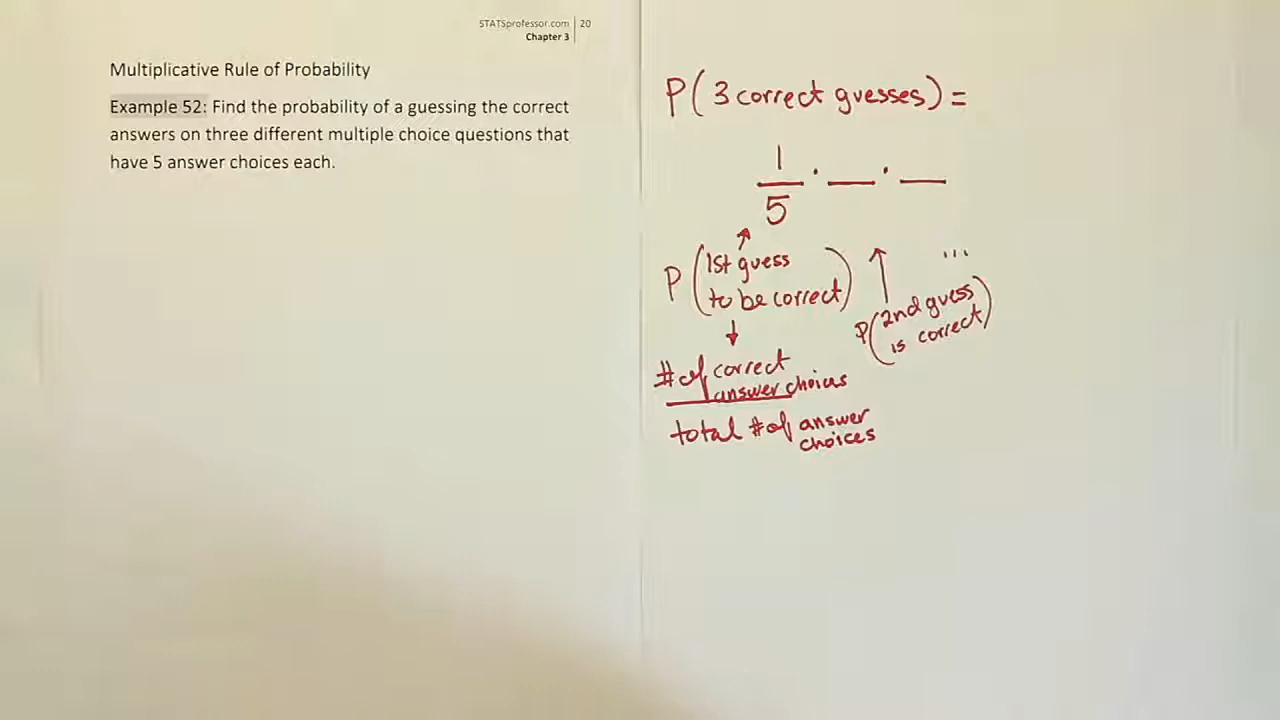 STATSprofessor.com | 20
Chapter 3
Multiplicative Rule of Probability
Example 52: Find the probability of a guessing the correct
answers on three different multiple choice questions that
have 5 answer choices each.
P(3 correct guesses) =
1/5 · __ · __
P(1st guess
to be correct)
...
P(2nd guess
is correct)
# of correct
answer choices
total # of answer
choices